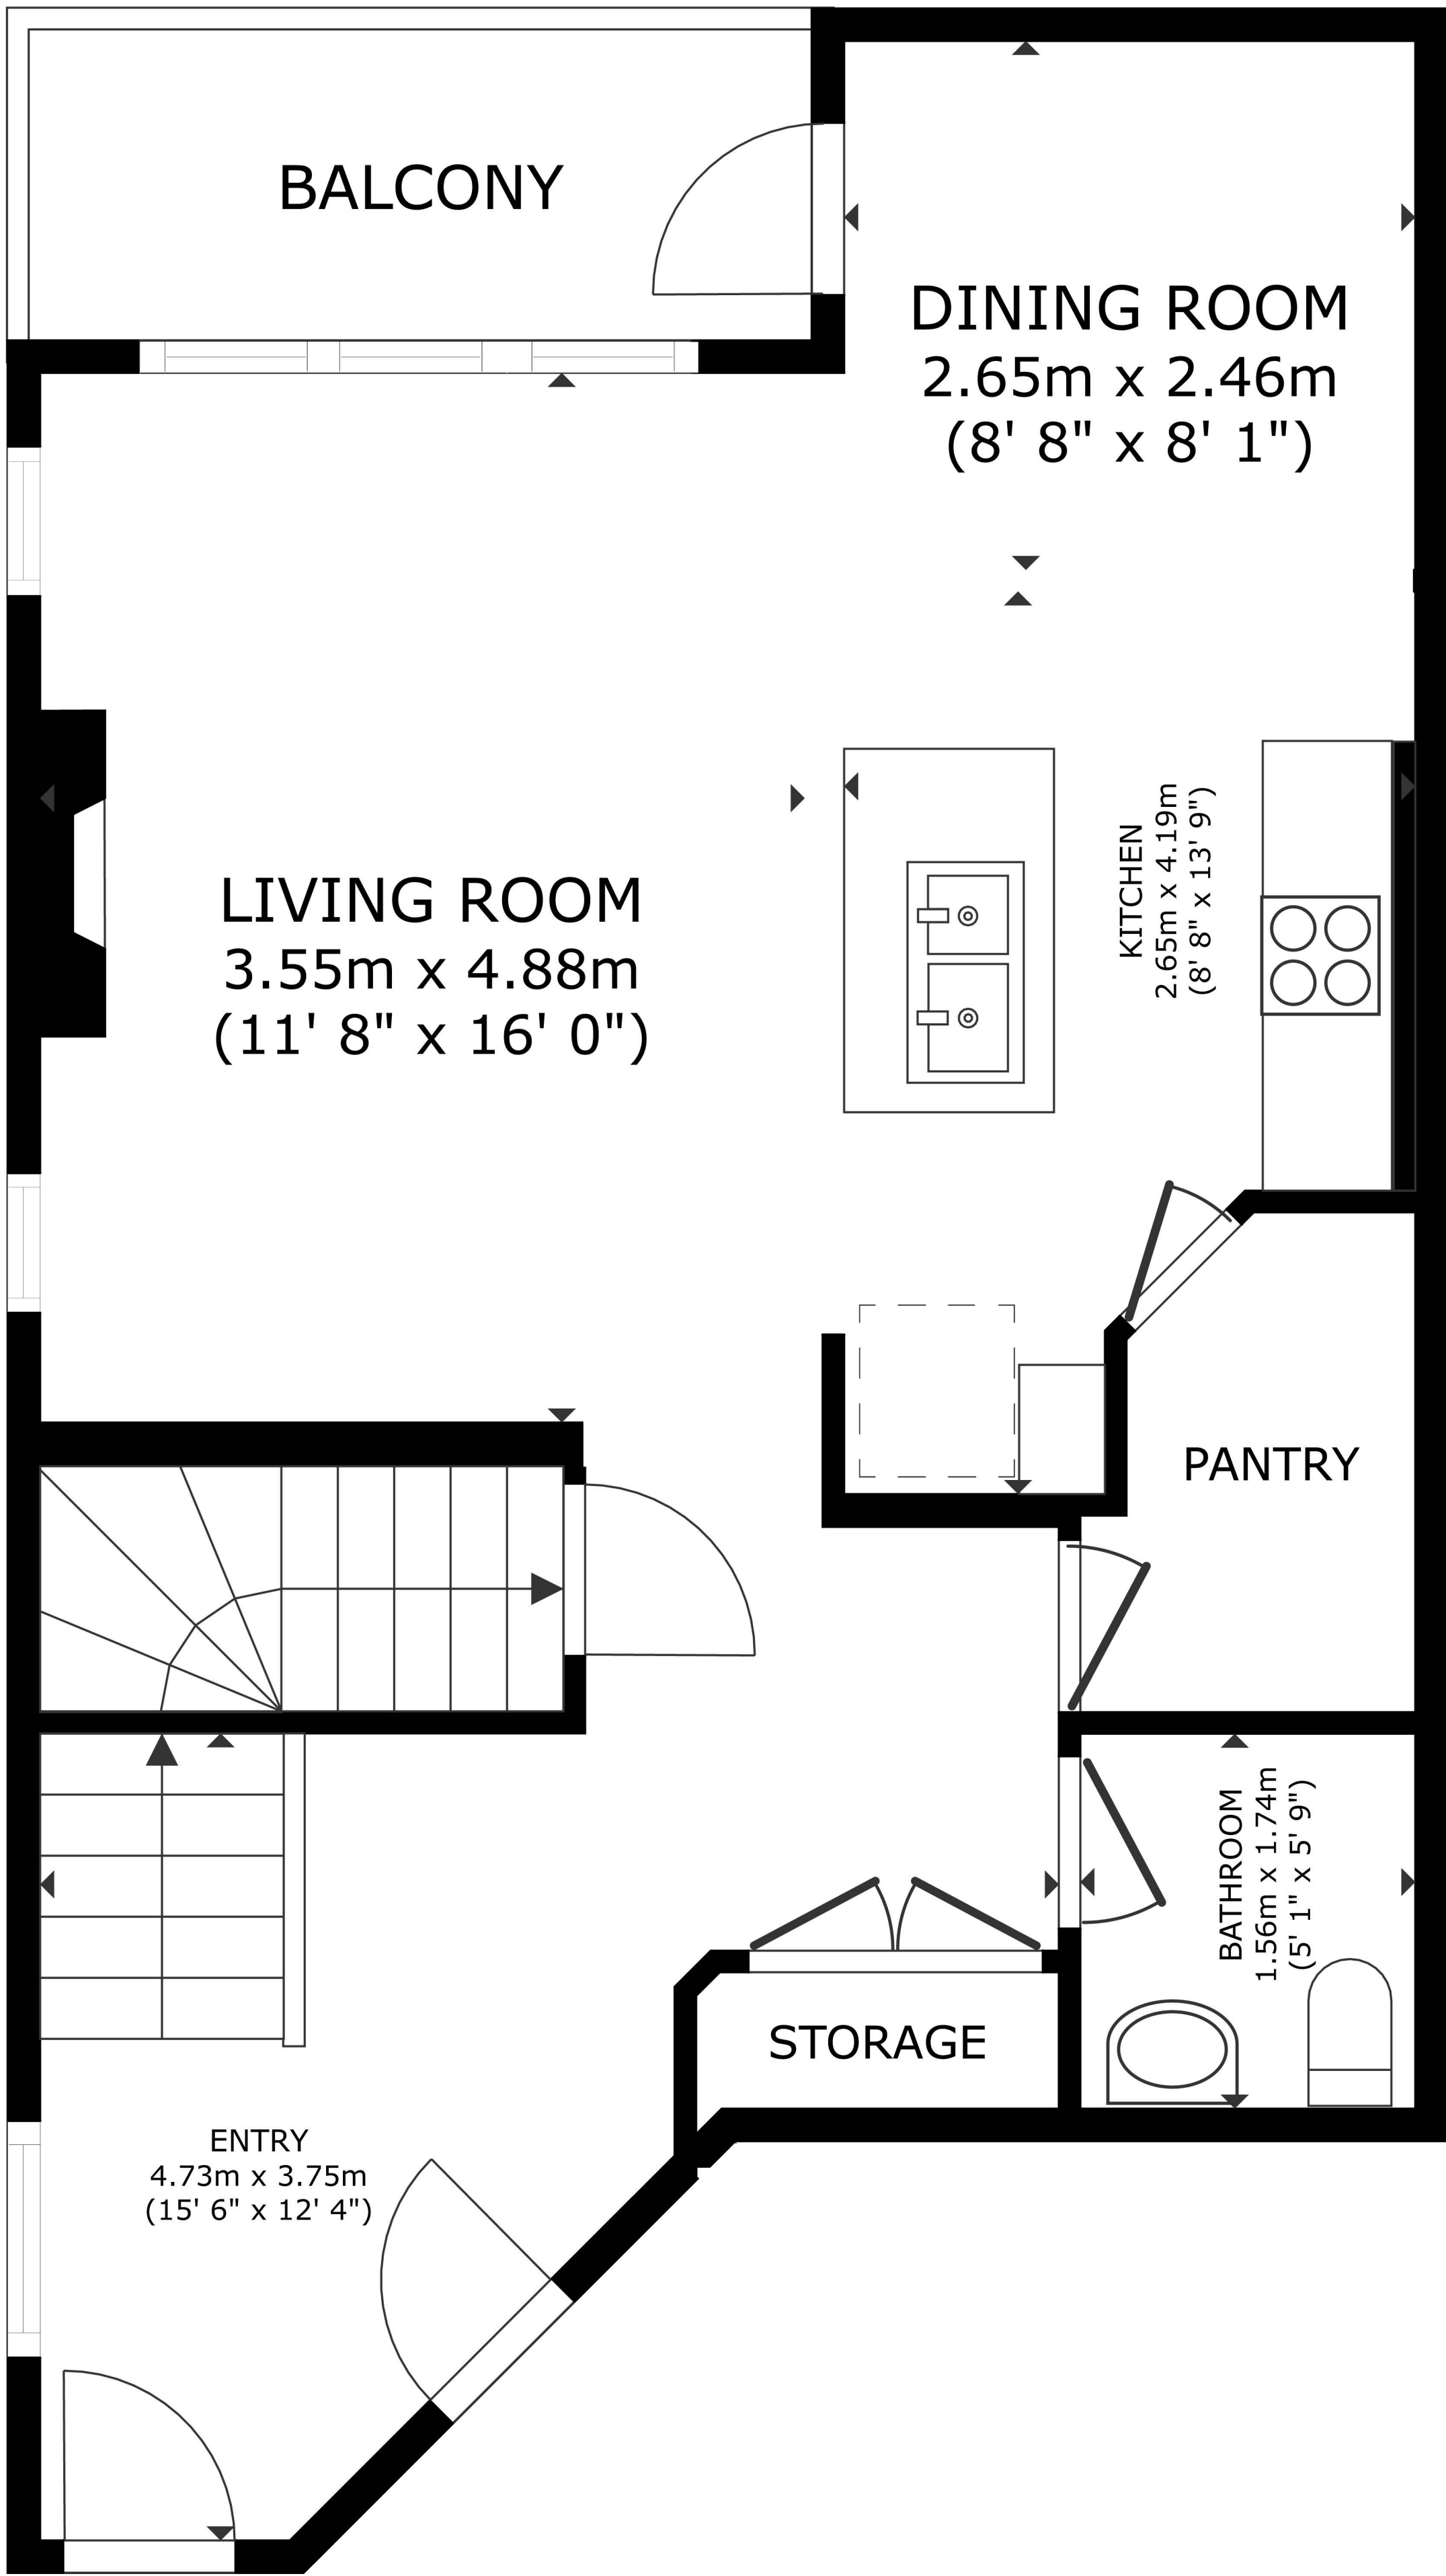 BALCONY
DINING ROOM
2.65m x 2.46m
(8' 8" x 8' 1")
KITCHEN
2.65m x 4.19m
(8' 8" x 13' 9")
LIVING ROOM
3.55m x 4.88m
(11' 8" x 16' 0")
PANTRY
BATHROOM
1.56m x 1.74m
(5' 1" x 5' 9")
STORAGE
ENTRY
4.73m x 3.75m
(15' 6" x 12' 4")